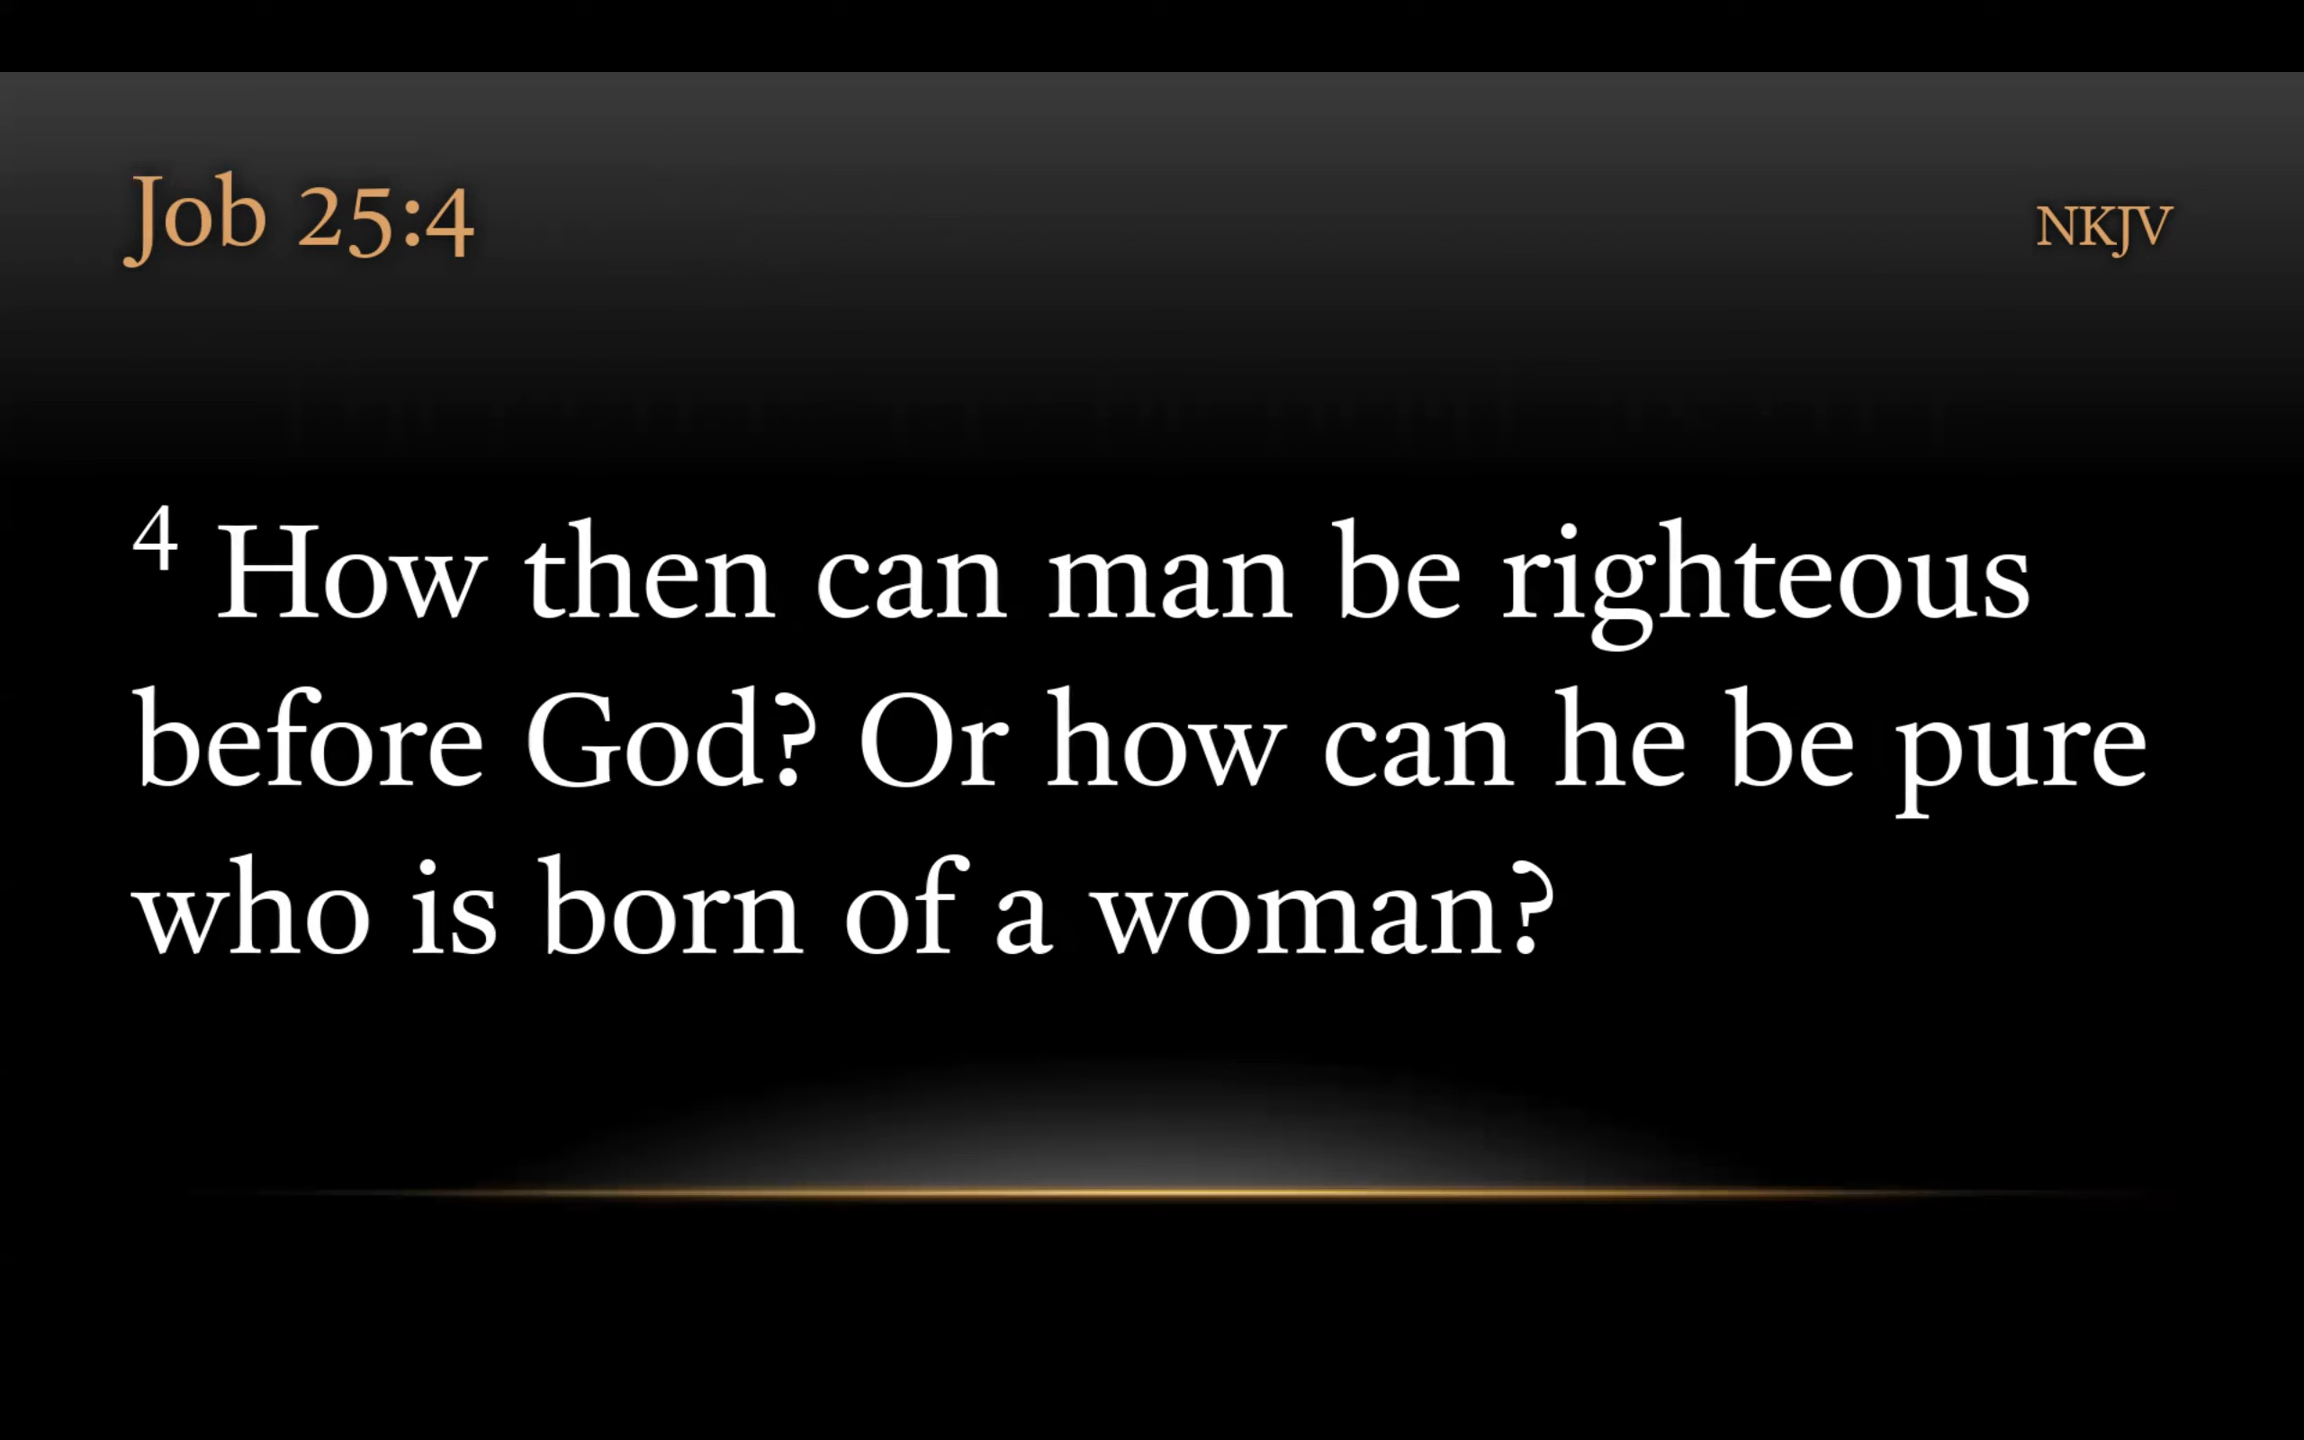 Job 25:4
NKJV
4 How then can man be righteous
before God? Or how can he be pure
who is born of a woman?